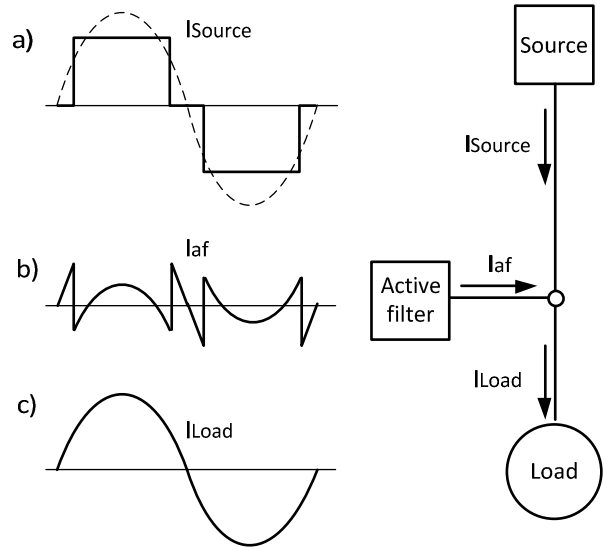 a)
ISource
b)
Iaf
c)
ILoad
Source
ISource
Iaf
Active
filter
ILoad
Load